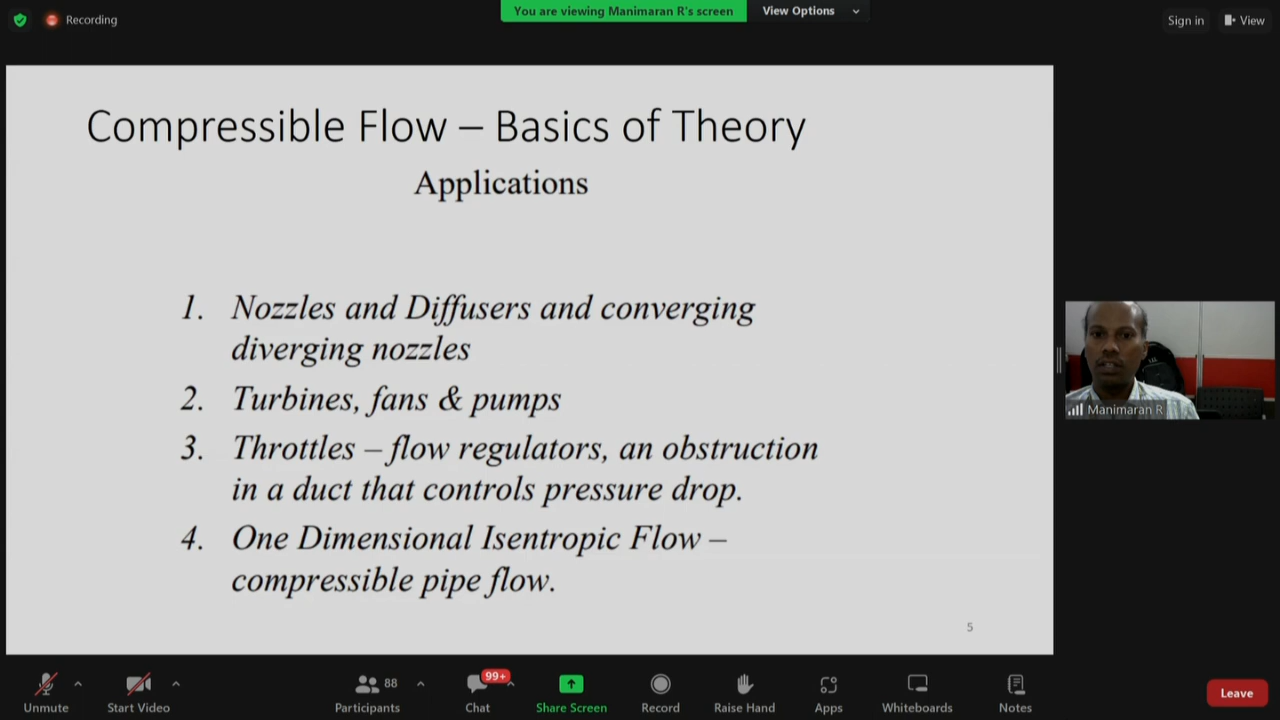 Recording
You are viewing Manimaran R's screen
View Options
Sign in
View
Compressible Flow – Basics of Theory
Applications
1. Nozzles and Diffusers and converging
diverging nozzles
2. Turbines, fans & pumps
3. Throttles – flow regulators, an obstruction
in a duct that controls pressure drop.
4. One Dimensional Isentropic Flow –
compressible pipe flow.
5
Manimaran R
Unmute
Start Video
88
Participants
99+
Chat
Share Screen
Record
Raise Hand
Apps
Whiteboards
Notes
Leave